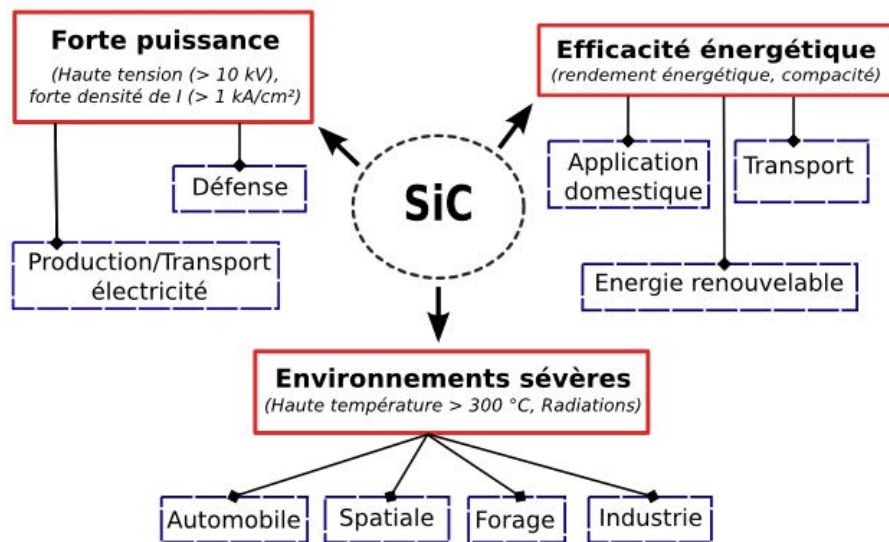 Forte puissance
(Haute tension (> 10 kV),
forte densité de I (> 1 kA/cm²)
Efficacité énergétique
(rendement énergétique, compacité)
SiC
Défense
Production/Transport
électricité
Application
domestique
Transport
Energie renouvelable
Environnements sévères
(Haute température > 300 °C, Radiations)
Automobile
Spatiale
Forage
Industrie